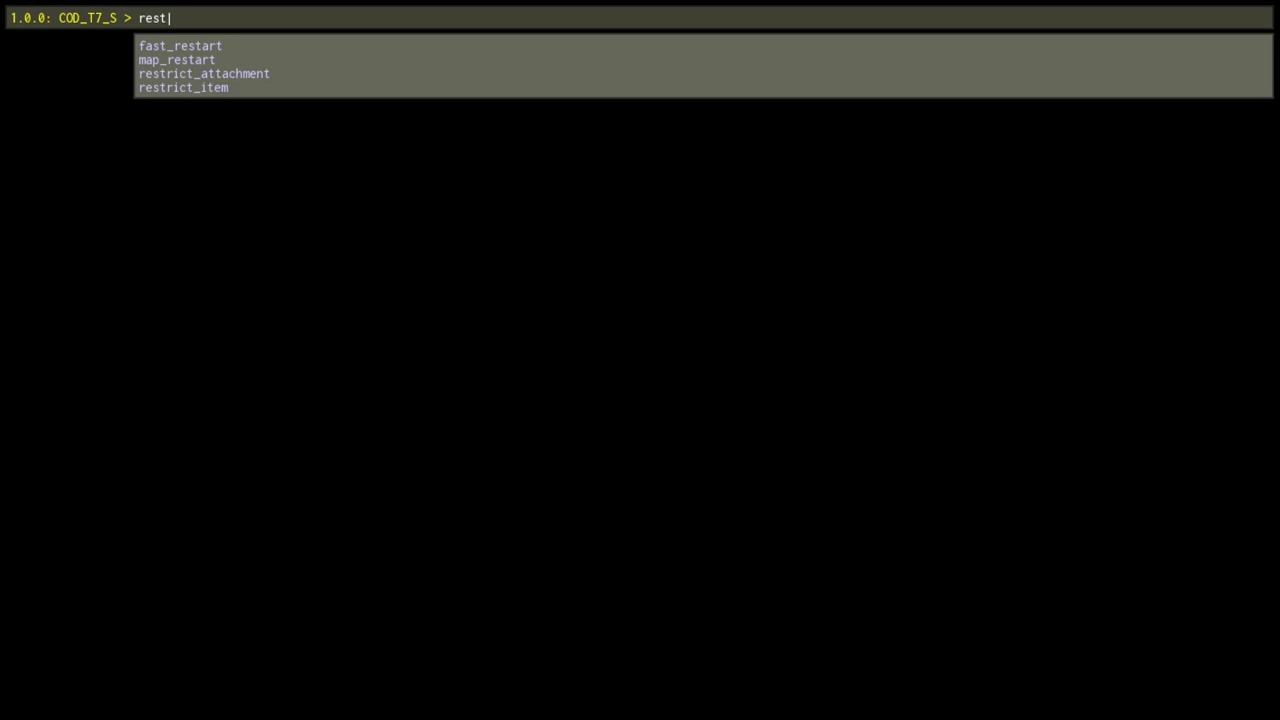 1.0.0: COD_T7_S > rest|
fast_restart
map_restart
restrict_attachment
restrict_item